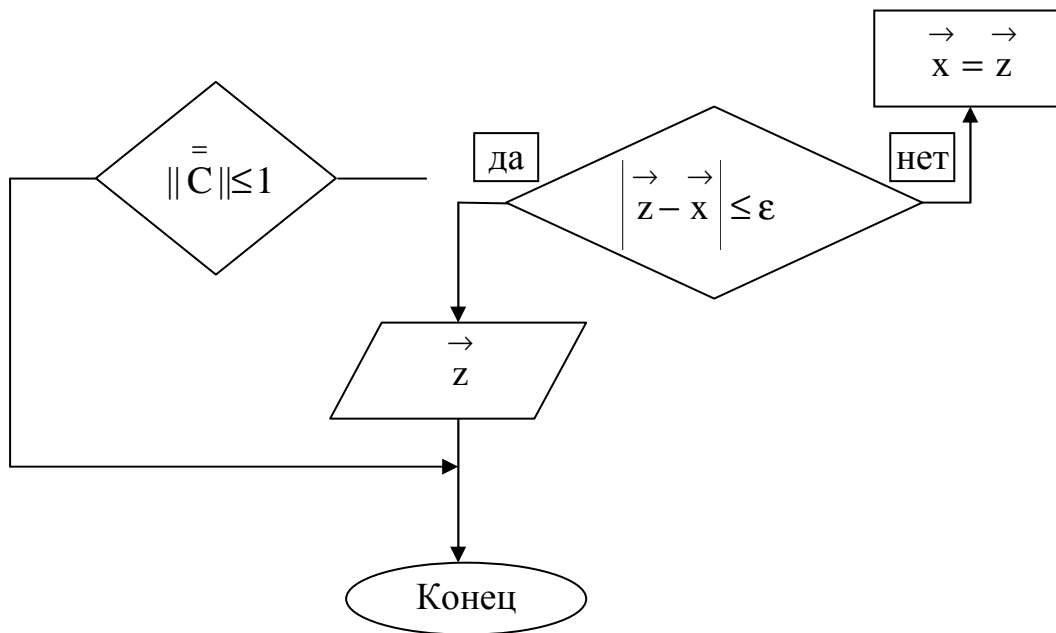 x⃗ = z⃗
да
нет
|| C̿ || ≤ 1
| z⃗ − x⃗ | ≤ ε
z⃗
Конец